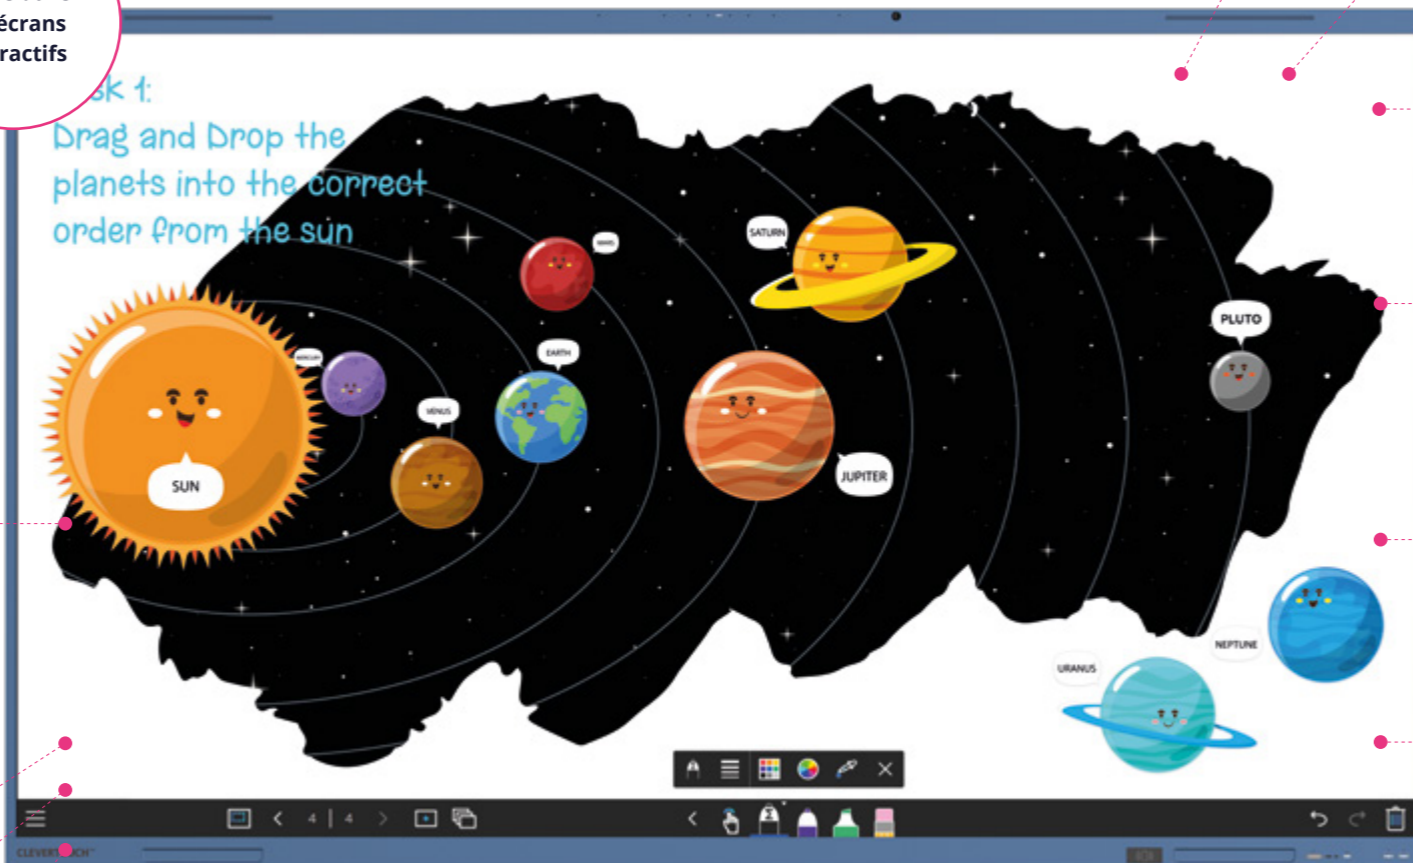 écrans
ractifs
sk 1:
Drag and Drop the
planets into the correct
order from the sun
MARS
SATURN
PLUTO
MERCURY
EARTH
VENUS
JUPITER
SUN
NEPTUNE
URANUS
4 | 4